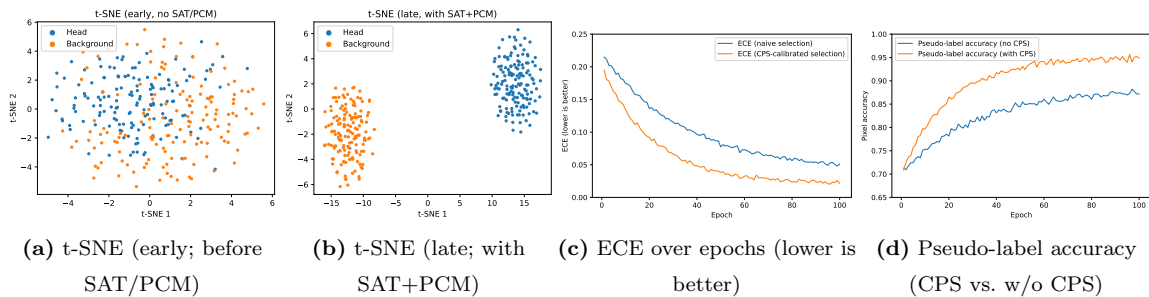 t-SNE (early, no SAT/PCM)
Head
Background
6
4
2
0
−2
−4
−4
−2
0
2
4
6
t-SNE 2
t-SNE 1
t-SNE (late, with SAT+PCM)
Head
Background
6
4
2
0
−2
−4
−6
−15
−10
−5
0
5
10
15
t-SNE 2
t-SNE 1
ECE (naive selection)
ECE (CPS-calibrated selection)
0.25
0.20
0.15
0.10
0.05
0.00
0
20
40
60
80
100
ECE (lower is better)
Epoch
Pseudo-label accuracy (no CPS)
Pseudo-label accuracy (with CPS)
1.00
0.95
0.90
0.85
0.80
0.75
0.70
0.65
0
20
40
60
80
100
Pixel accuracy
Epoch
(a) t-SNE (early; before
SAT/PCM)
(b) t-SNE (late; with
SAT+PCM)
(c) ECE over epochs (lower is
better)
(d) Pseudo-label accuracy
(CPS vs. w/o CPS)